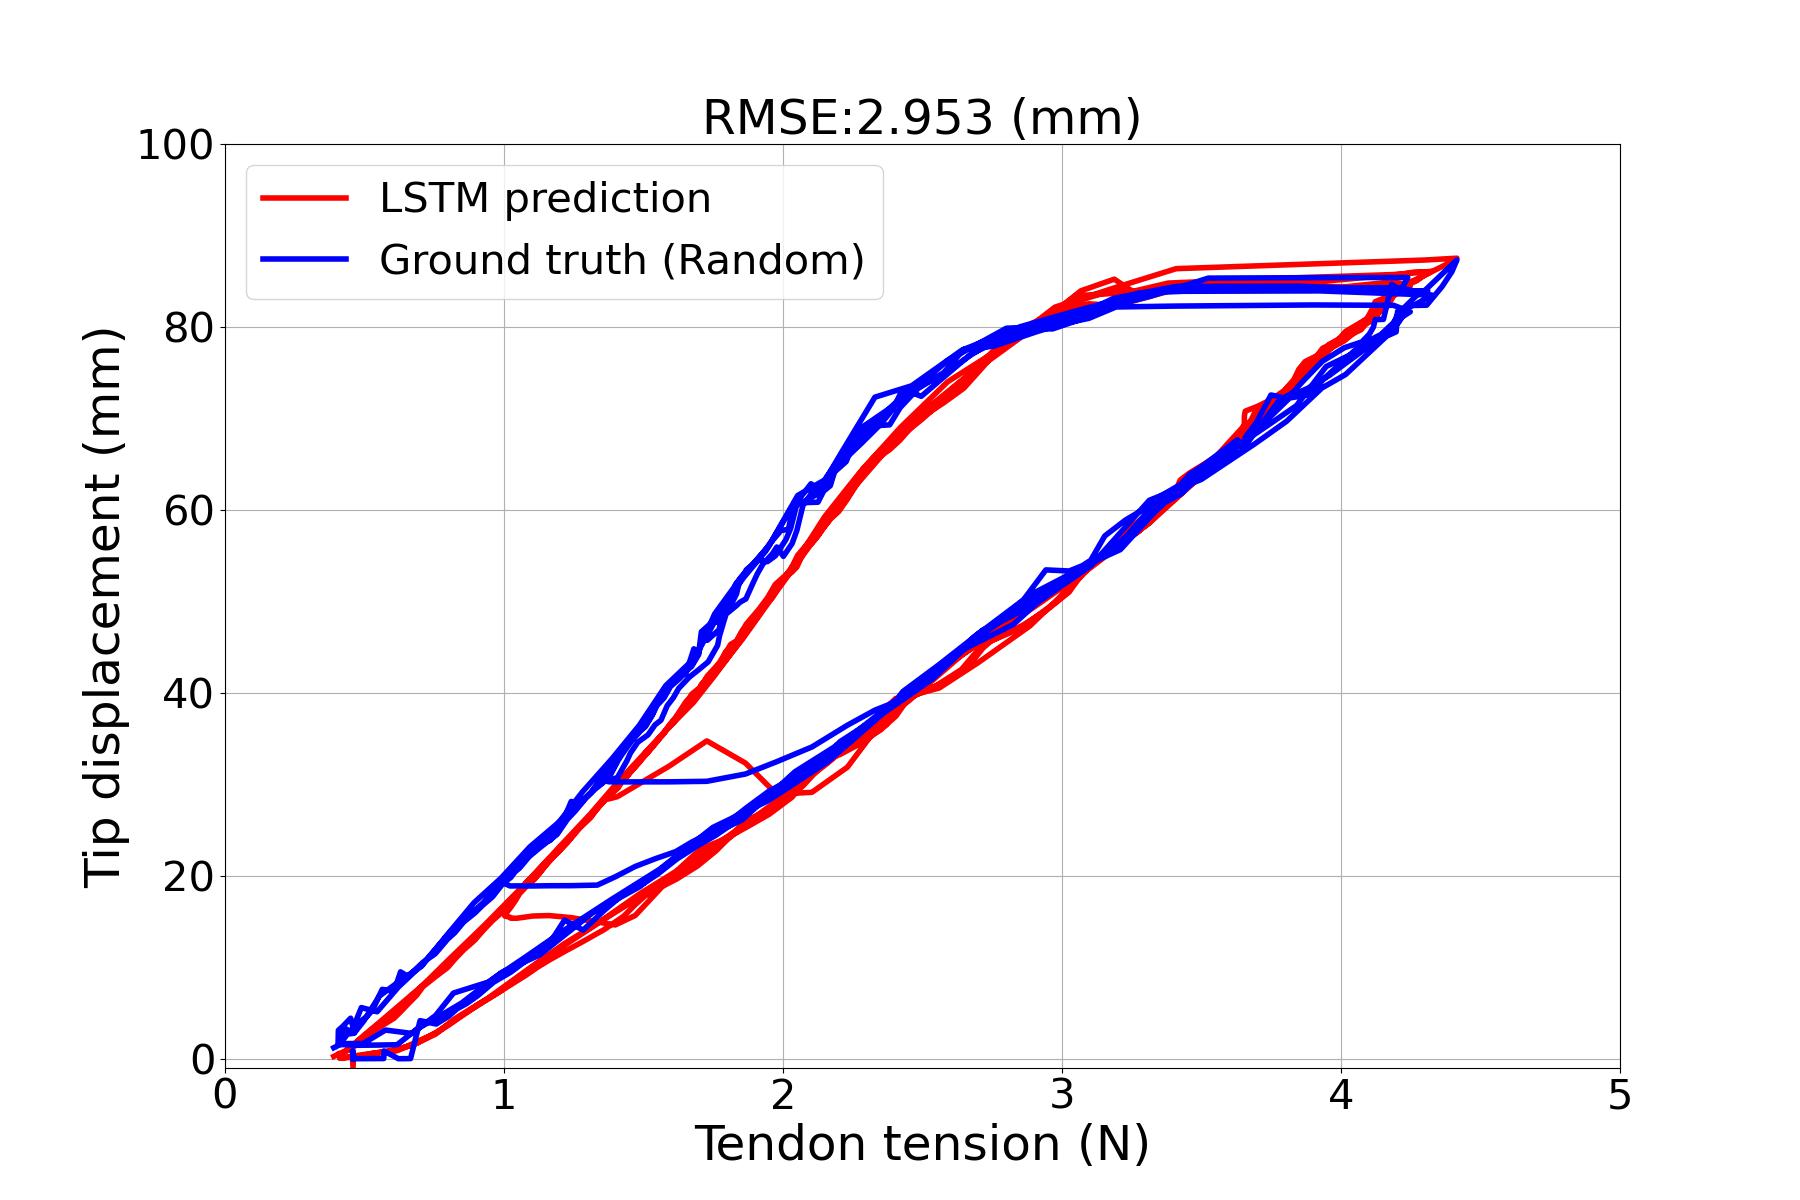 RMSE:2.953 (mm)
100
80
60
40
20
0
LSTM prediction
Ground truth (Random)
Tip displacement (mm)
0 1 2 3 4 5
Tendon tension (N)